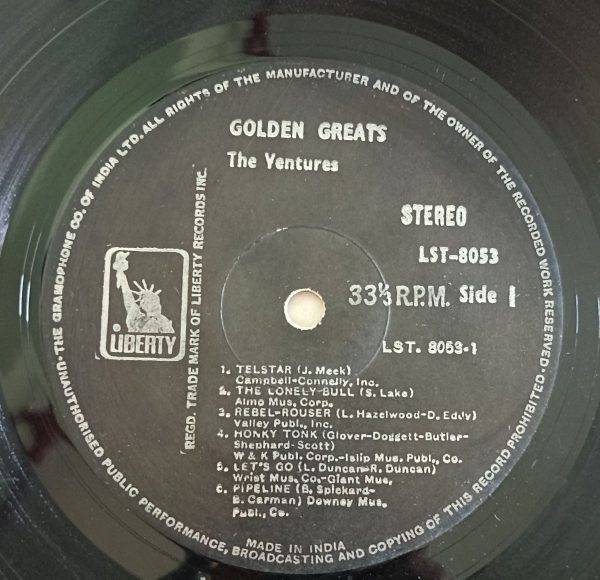 THE GRAMOPHONE CO. OF INDIA LTD. ALL RIGHTS OF THE MANUFACTURER AND OF THE OWNER OF THE RECORDED WORK RESERVED · UNAUTHORISED PUBLIC PERFORMANCE, BROADCASTING AND COPYING OF THIS RECORD PROHIBITED.
GOLDEN GREATS
The Ventures
STEREO
LST-8053
33⅓ R.P.M. Side 1
LST. 8053-1
LIBERTY
REGD. TRADE MARK OF LIBERTY RECORDS INC.
1. TELSTAR (J. Meek)
Campbell-Connelly, Inc.
2. THE LONELY-BULL (S. Lake)
Almo Mus. Corp.
3. REBEL-ROUSER (L. Hazelwood-D. Eddy)
Valley Publ., Inc.
4. HONKY TONK (Glover-Doggett-Butler-
Shephard-Scott)
W & K Publ. Corp.-Islip Mus. Publ., Co.
5. LET'S GO (L. Duncan-R. Duncan)
Wrist Mus. Co-Giant Mus.
6. PIPELINE (B. Spickard-
B. Carman) Downey Mus.
Publ., Co.
MADE IN INDIA